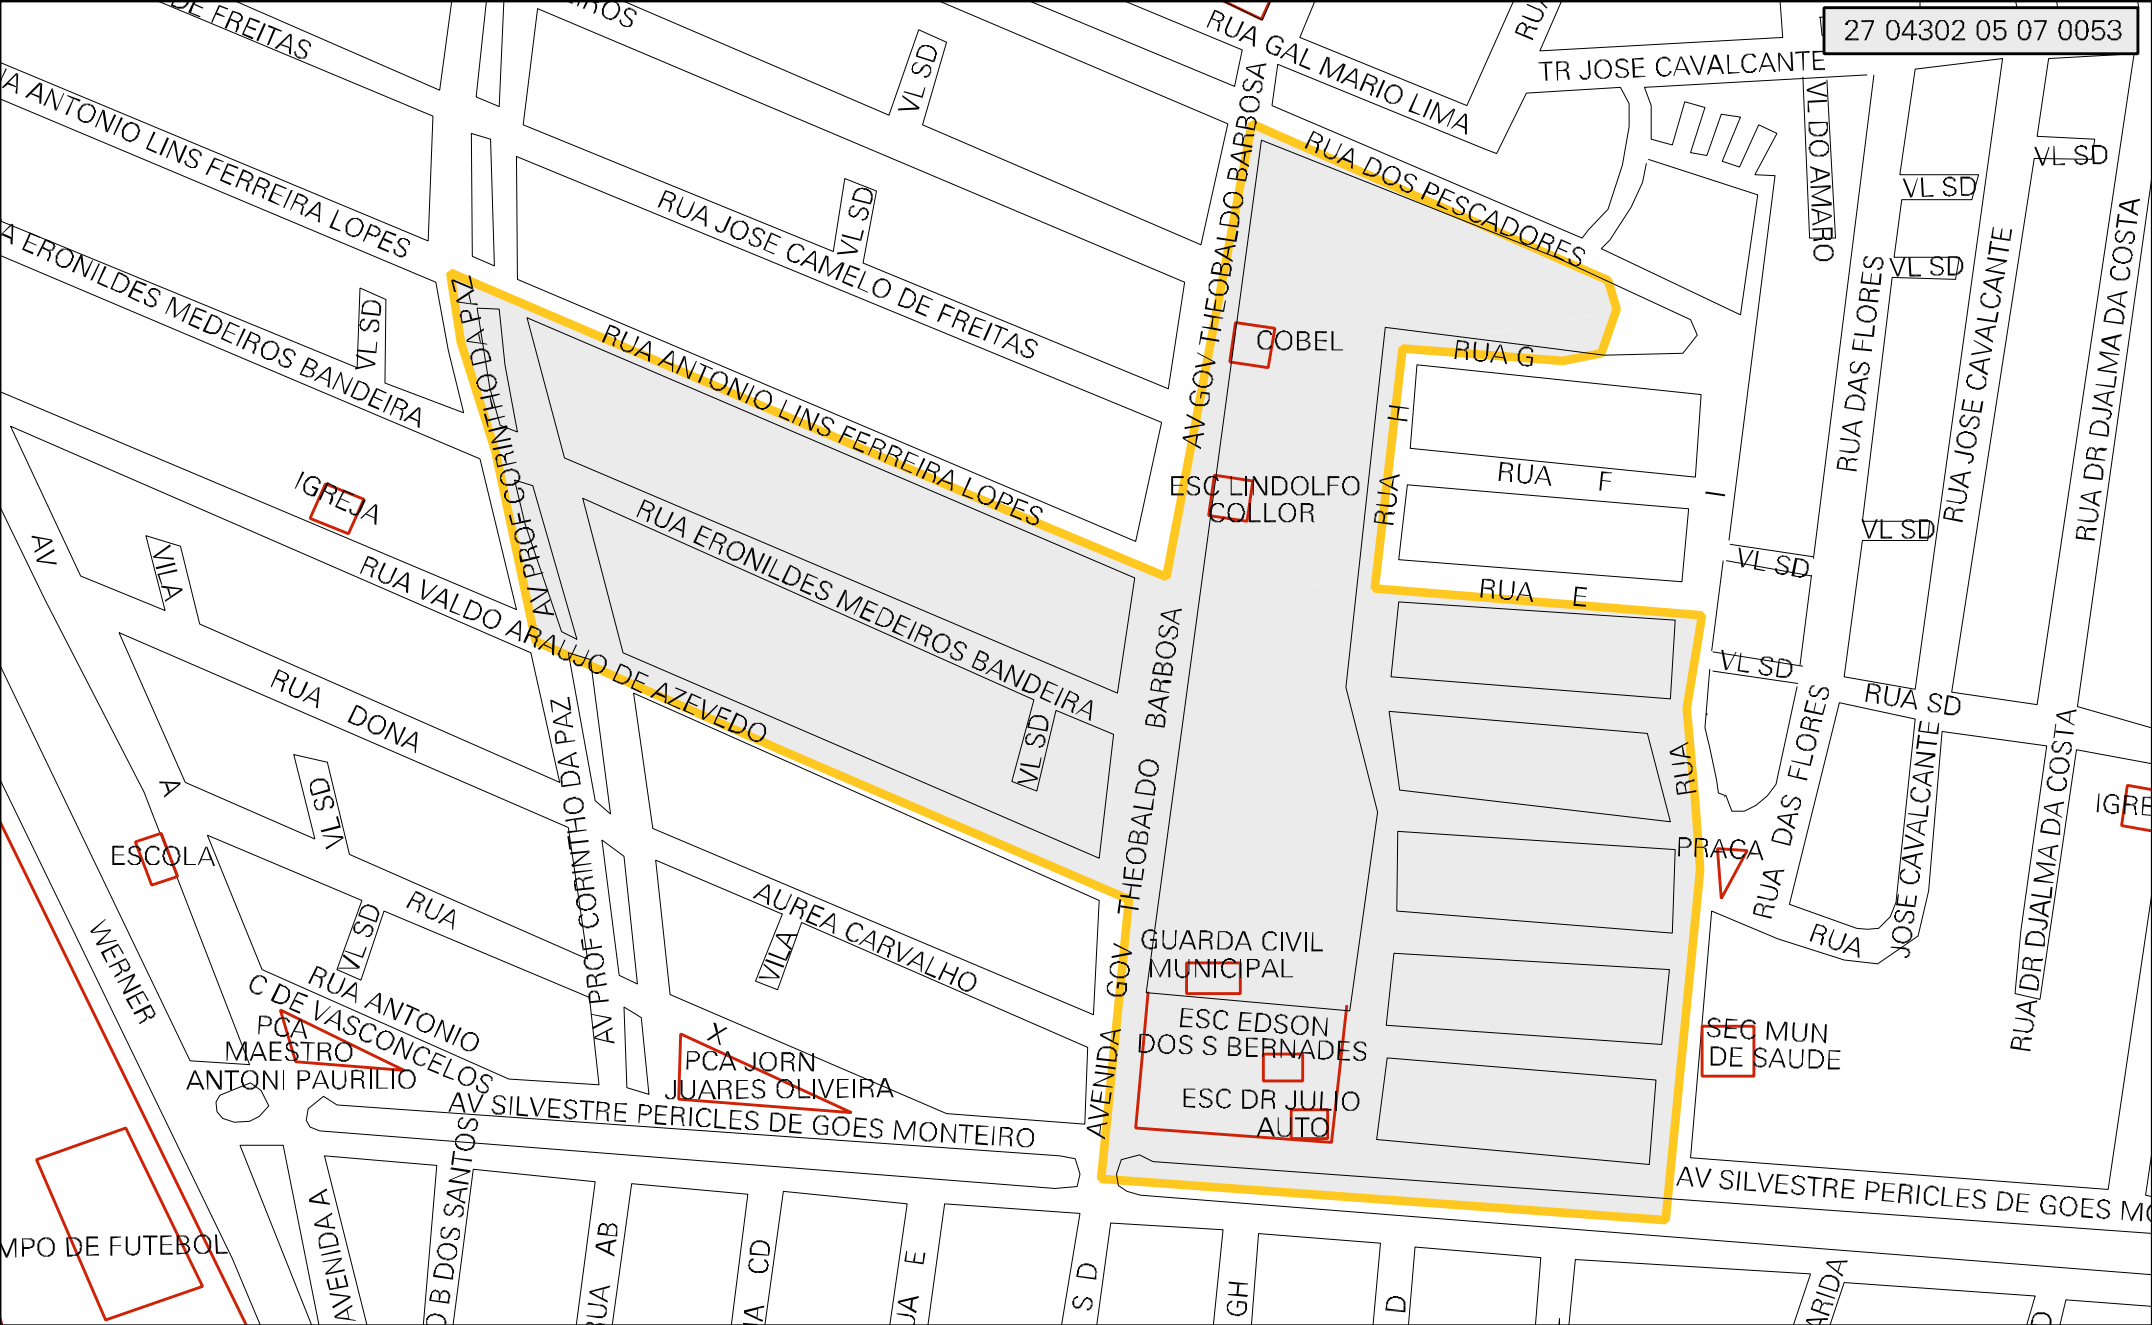 27 04302 05 07 0053
DE FREITAS
RUA GAL MARIO LIMA
TR JOSE CAVALCANTE
VL SD
VL DO AMARO
ANTONIO LINS FERREIRA LOPES
RUA JOSE CAMELO DE FREITAS
VL SD
AV GOV THEOBALDO BARBOSA
RUA DOS PESCADORES
VL SD
VL SD
VL SD
ERONILDES MEDEIROS BANDEIRA
VL SD
AV PROF CORINTHO DA PAZ
RUA ANTONIO LINS FERREIRA LOPES
COBEL
RUA G
RUA DAS FLORES
RUA JOSE CAVALCANTE
RUA DR DJALMA DA COSTA
IGREJA
ESC LINDOLFO
COLLOR
RUA H
RUA F
I
VL SD
RUA ERONILDES MEDEIROS BANDEIRA
AV
VILA
RUA VALDO ARAUJO DE AZEVEDO
RUA E
VL SD
VL SD
RUA SD
RUA DONA
AV PROF CORINTHO DA PAZ
VL SD
AVENIDA GOV THEOBALDO BARBOSA
RUA
RUA DAS FLORES
JOSE CAVALCANTE
RUA DR DJALMA DA COSTA
IGRE
A
VL SD
ESCOLA
PRACA
RUA
RUA
AUREA CARVALHO
VL SD
VILA
GUARDA CIVIL
MUNICIPAL
WERNER
RUA ANTONIO
C DE VASCONCELOS
PCA
MAESTRO
ANTONI PAURILIO
X
PCA JORN
JUARES OLIVEIRA
ESC EDSON
DOS S BERNADES
ESC DR JULIO
AUTO
SEC MUN
DE SAUDE
AV SILVESTRE PERICLES DE GOES MONTEIRO
AV SILVESTRE PERICLES DE GOES MO
MPO DE FUTEBOL
AVENIDA A
O B DOS SANTOS
RUA AB
CD
E
S D
GH
D
ARIDA